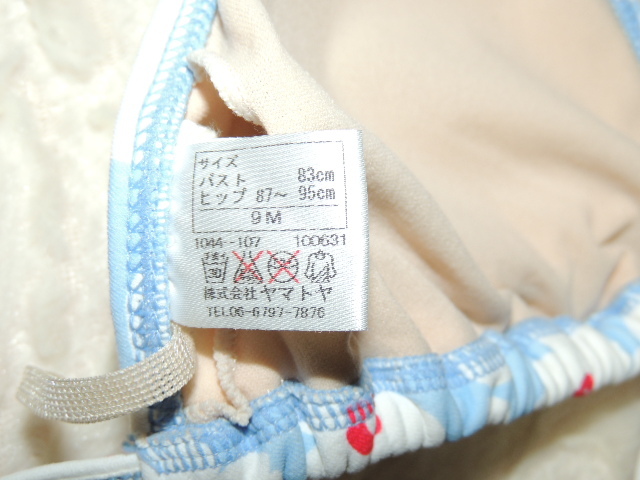 サイズ
バスト 83cm
ヒップ 87～ 95cm
9M
1044-107 100631
株式会社ヤマトヤ
TEL06-6797-7876